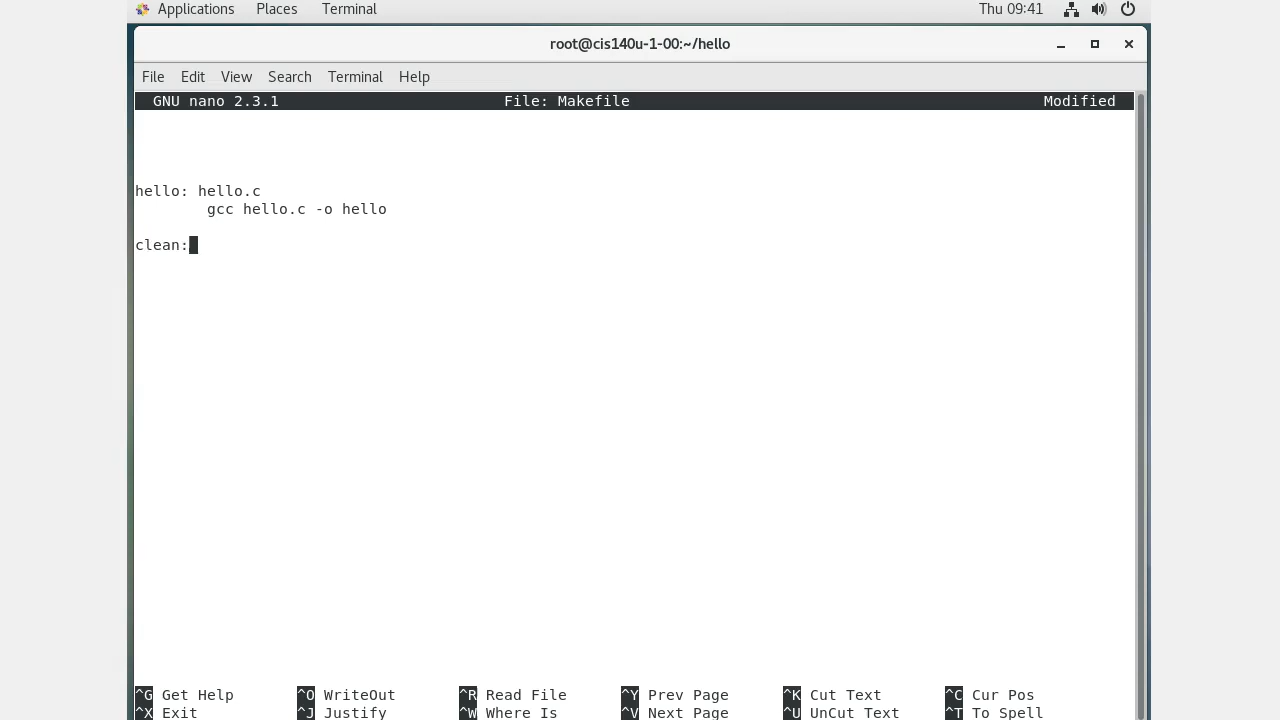 Applications Places Terminal Thu 09:41
root@cis140u-1-00:~/hello
File Edit View Search Terminal Help
GNU nano 2.3.1 File: Makefile Modified
hello: hello.c
gcc hello.c -o hello
clean:
^G Get Help ^O WriteOut ^R Read File ^Y Prev Page ^K Cut Text ^C Cur Pos
^X Exit ^J Justify ^W Where Is ^V Next Page ^U UnCut Text ^T To Spell